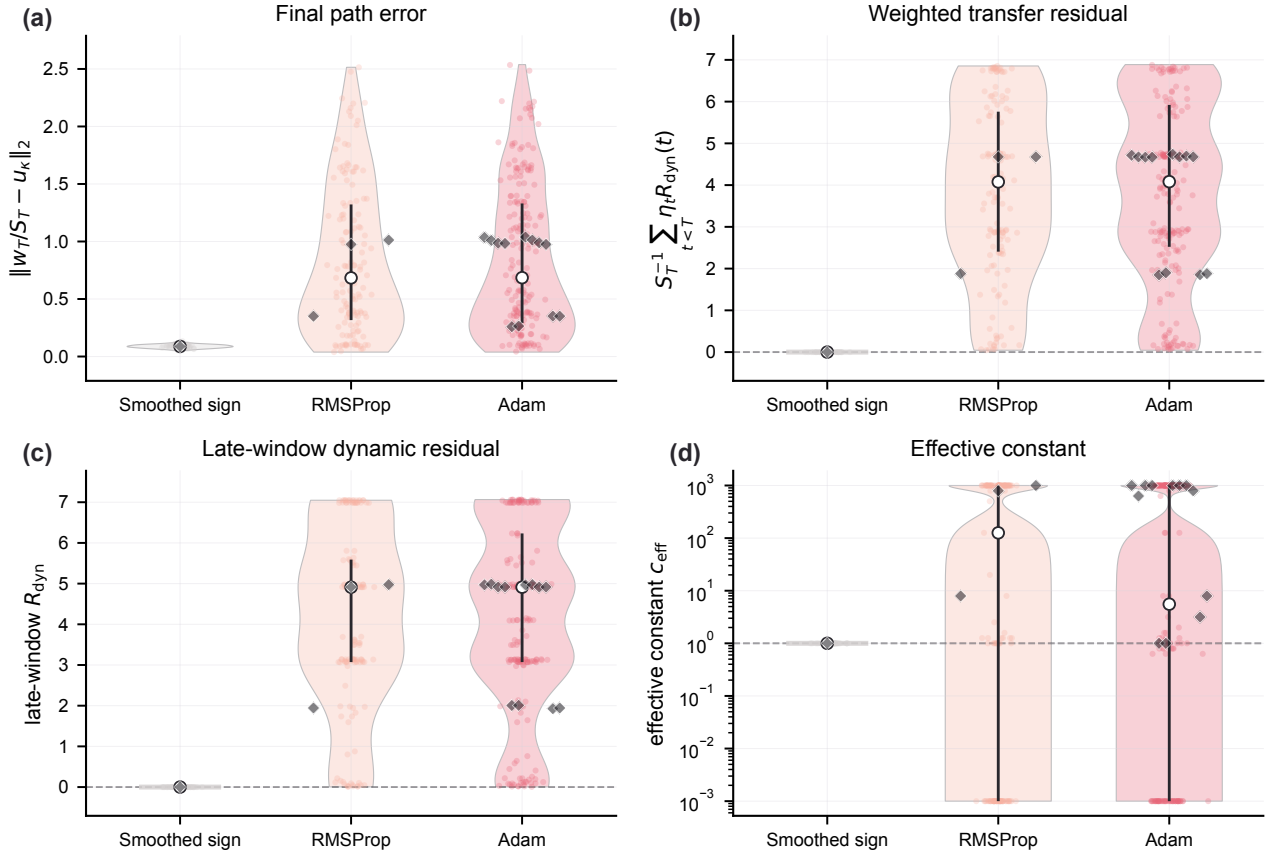 (a)
Final path error
‖w_T/S_T − u_κ‖_2
2.5
2.0
1.5
1.0
0.5
0.0
Smoothed sign
RMSProp
Adam
(b)
Weighted transfer residual
S_T^{−1} ∑_{t<T} η_t R_dyn(t)
7
6
5
4
3
2
1
0
Smoothed sign
RMSProp
Adam
(c)
Late-window dynamic residual
late-window R_dyn
7
6
5
4
3
2
1
0
Smoothed sign
RMSProp
Adam
(d)
Effective constant
effective constant c_eff
10^3
10^2
10^1
10^0
10^{−1}
10^{−2}
10^{−3}
Smoothed sign
RMSProp
Adam